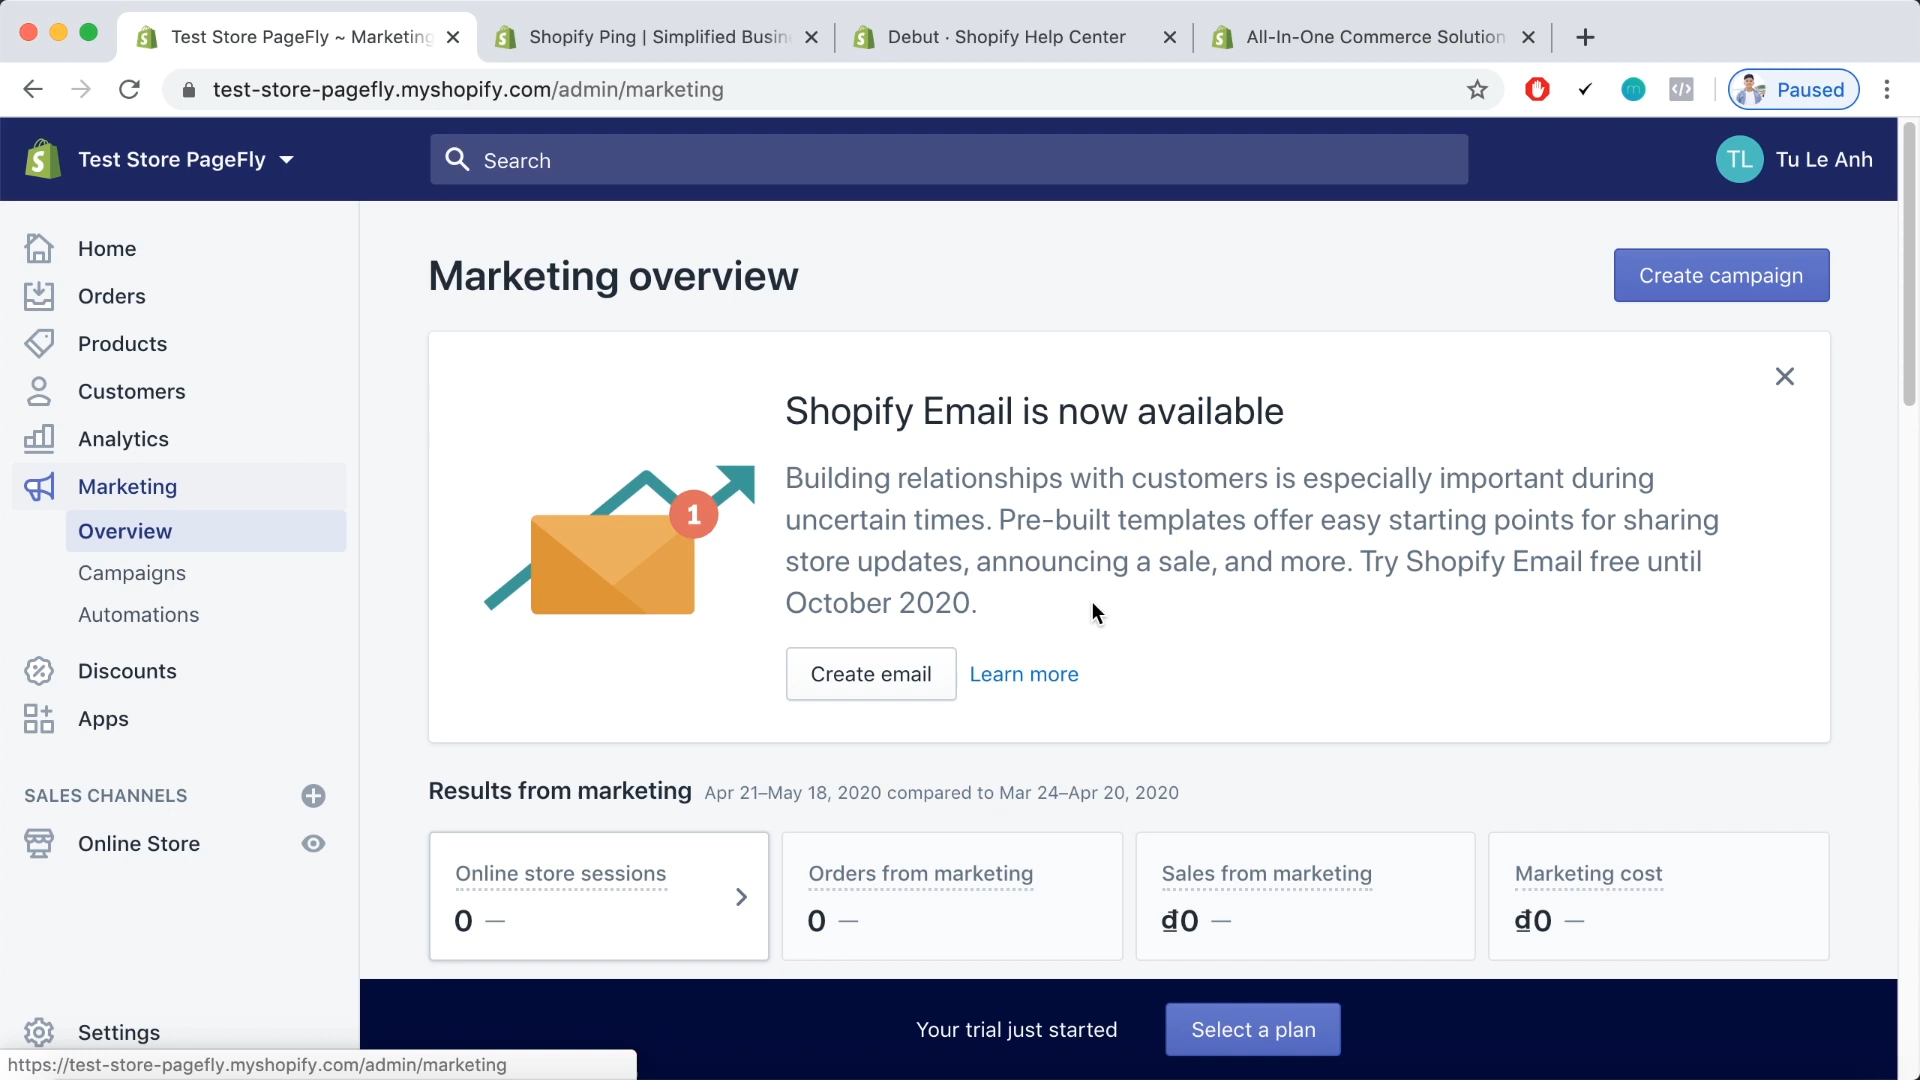 Test Store PageFly ~ Marketing
Shopify Ping | Simplified Busin
Debut · Shopify Help Center
All-In-One Commerce Solution
test-store-pagefly.myshopify.com/admin/marketing
Paused
Test Store PageFly
Search
TL
Tu Le Anh
Home
Orders
Products
Customers
Analytics
Marketing
Overview
Campaigns
Automations
Discounts
Apps
SALES CHANNELS
Online Store
Settings
Marketing overview
Create campaign
1
Shopify Email is now available
Building relationships with customers is especially important during
uncertain times. Pre-built templates offer easy starting points for sharing
store updates, announcing a sale, and more. Try Shopify Email free until
October 2020.
Create email
Learn more
Results from marketing Apr 21–May 18, 2020 compared to Mar 24–Apr 20, 2020
Online store sessions
0 —
Orders from marketing
0 —
Sales from marketing
₫0 —
Marketing cost
₫0 —
Your trial just started
Select a plan
https://test-store-pagefly.myshopify.com/admin/marketing